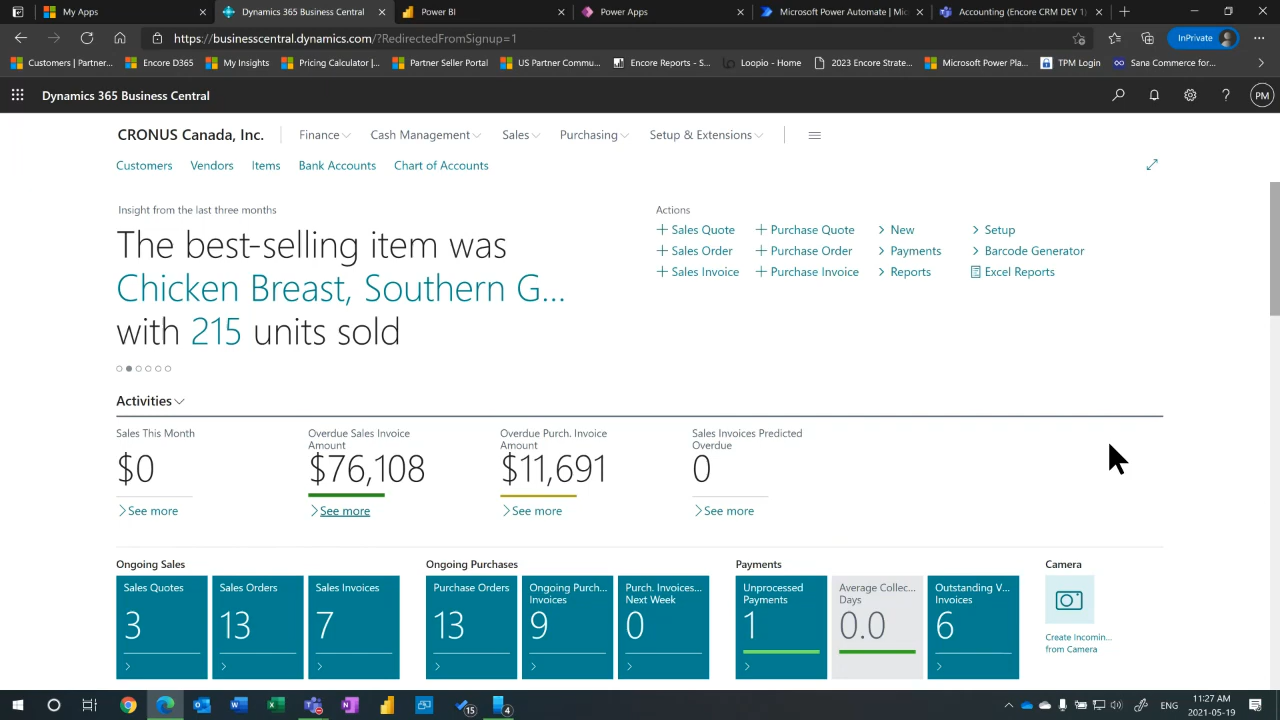 My Apps
Dynamics 365 Business Central
Power BI
Power Apps
Microsoft Power Automate | Mic
Accounting (Encore CRM DEV 1)
https://businesscentral.dynamics.com/?RedirectedFromSignup=1
InPrivate
Customers | Partner...
Encore D365
My Insights
Pricing Calculator |...
Partner Seller Portal
US Partner Commu...
Encore Reports - S...
Loopio - Home
2023 Encore Strate...
Microsoft Power Pla...
TPM Login
Sana Commerce for...
Dynamics 365 Business Central
?
PM
CRONUS Canada, Inc.
Finance
Cash Management
Sales
Purchasing
Setup & Extensions
Customers
Vendors
Items
Bank Accounts
Chart of Accounts
Insight from the last three months
The best-selling item was
Chicken Breast, Southern G...
with 215 units sold
Actions
+ Sales Quote
+ Purchase Quote
> New
> Setup
+ Sales Order
+ Purchase Order
> Payments
> Barcode Generator
+ Sales Invoice
+ Purchase Invoice
> Reports
Excel Reports
Activities
Sales This Month
$0
> See more
Overdue Sales Invoice
Amount
$76,108
> See more
Overdue Purch. Invoice
Amount
$11,691
> See more
Sales Invoices Predicted
Overdue
0
> See more
Ongoing Sales
Sales Quotes
3
>
Sales Orders
13
>
Sales Invoices
7
>
Ongoing Purchases
Purchase Orders
13
>
Ongoing Purch...
Invoices
9
>
Purch. Invoices...
Next Week
0
>
Payments
Unprocessed
Payments
1
>
Average Collec...
Days
0.0
Outstanding V...
Invoices
6
>
Camera
Create Incomin...
from Camera
15
4
ENG
11:27 AM
2021-05-19